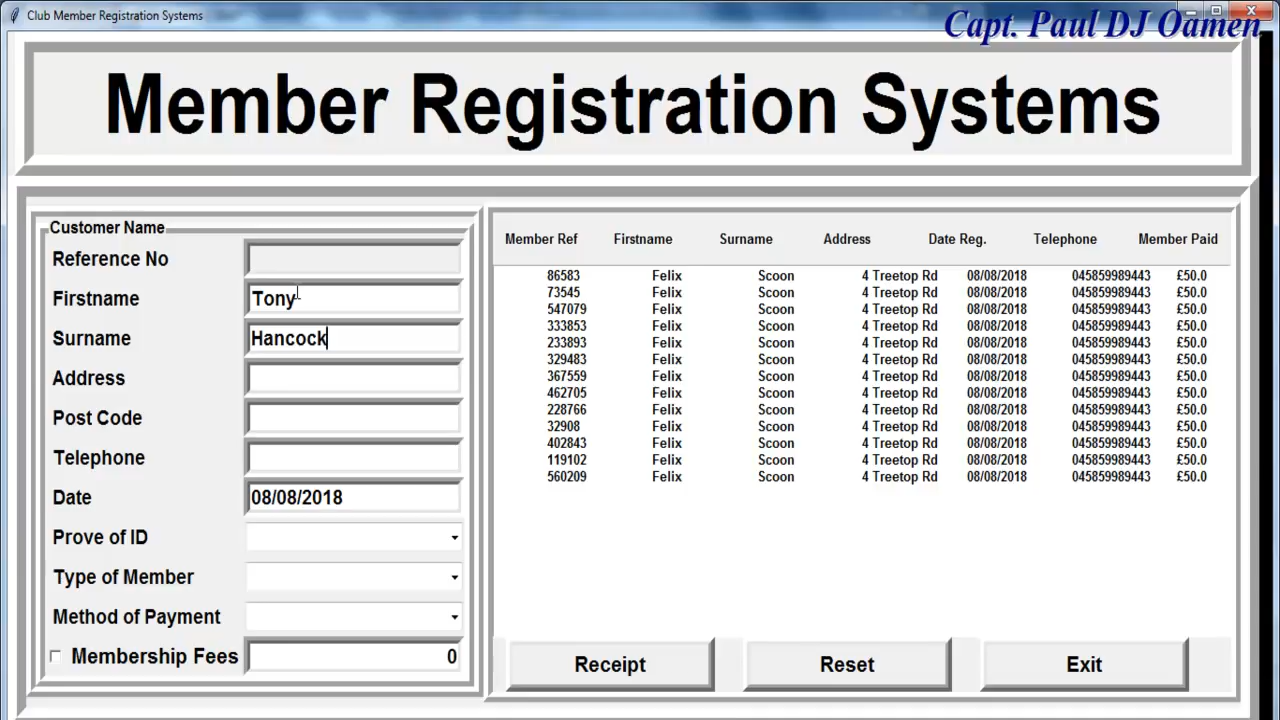 Club Member Registration Systems
Capt. Paul DJ Oamen
Member Registration Systems
Customer Name
Reference No
Firstname Tony
Surname Hancock
Address
Post Code
Telephone
Date 08/08/2018
Prove of ID
Type of Member
Method of Payment
Membership Fees 0
Member Ref Firstname Surname Address Date Reg. Telephone Member Paid
86583 Felix Scoon 4 Treetop Rd 08/08/2018 045859989443 £50.0
73545 Felix Scoon 4 Treetop Rd 08/08/2018 045859989443 £50.0
547079 Felix Scoon 4 Treetop Rd 08/08/2018 045859989443 £50.0
333853 Felix Scoon 4 Treetop Rd 08/08/2018 045859989443 £50.0
233893 Felix Scoon 4 Treetop Rd 08/08/2018 045859989443 £50.0
329483 Felix Scoon 4 Treetop Rd 08/08/2018 045859989443 £50.0
367559 Felix Scoon 4 Treetop Rd 08/08/2018 045859989443 £50.0
462705 Felix Scoon 4 Treetop Rd 08/08/2018 045859989443 £50.0
228766 Felix Scoon 4 Treetop Rd 08/08/2018 045859989443 £50.0
32908 Felix Scoon 4 Treetop Rd 08/08/2018 045859989443 £50.0
402843 Felix Scoon 4 Treetop Rd 08/08/2018 045859989443 £50.0
119102 Felix Scoon 4 Treetop Rd 08/08/2018 045859989443 £50.0
560209 Felix Scoon 4 Treetop Rd 08/08/2018 045859989443 £50.0
Receipt Reset Exit